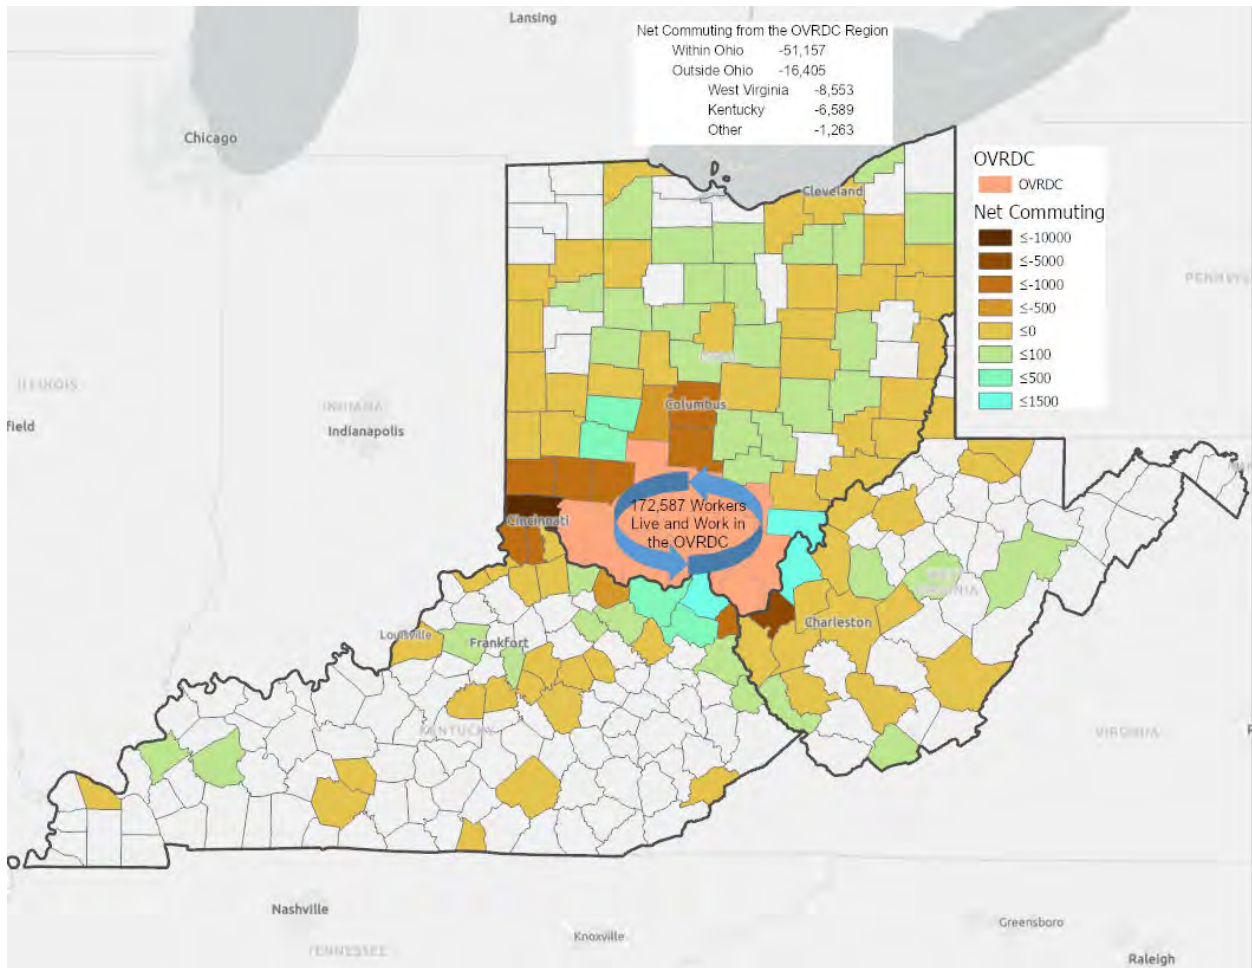 Lansing
Net Commuting from the OVRDC Region
Within Ohio -51,157
Outside Ohio -16,405
West Virginia -8,553
Kentucky -6,589
Other -1,263
Chicago
OVRDC
OVRDC
Cleveland
Net Commuting
≤-10000
≤-5000
≤-1000
≤-500
≤0
≤100
≤500
≤1500
ILLINOIS
INDIANA
Columbus
field
Indianapolis
172,587 Workers
Live and Work in
the OVRDC
Cincinnati
Charleston
Louisville
Frankfort
KENTUCKY
VIRGINIA
Nashville
Greensboro
Knoxville
TENNESSEE
Raleigh